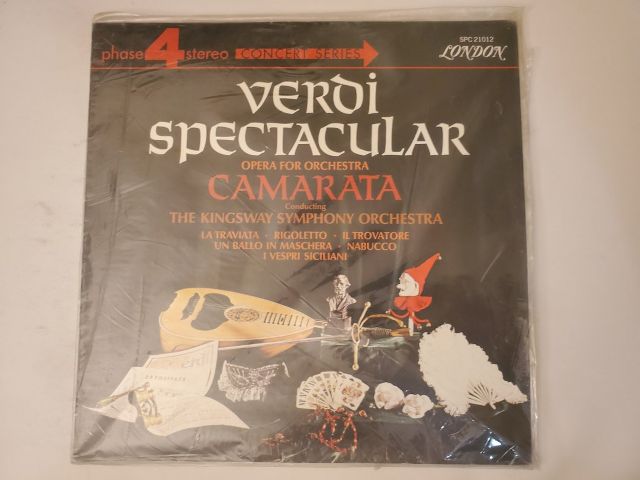 phase 4 stereo CONCERT SERIES
SPC 21012
LONDON
VERDI
SPECTACULAR
OPERA FOR ORCHESTRA
CAMARATA
Conducting
THE KINGSWAY SYMPHONY ORCHESTRA
LA TRAVIATA · RIGOLETTO · IL TROVATORE
UN BALLO IN MASCHERA · NABUCCO
I VESPRI SICILIANI